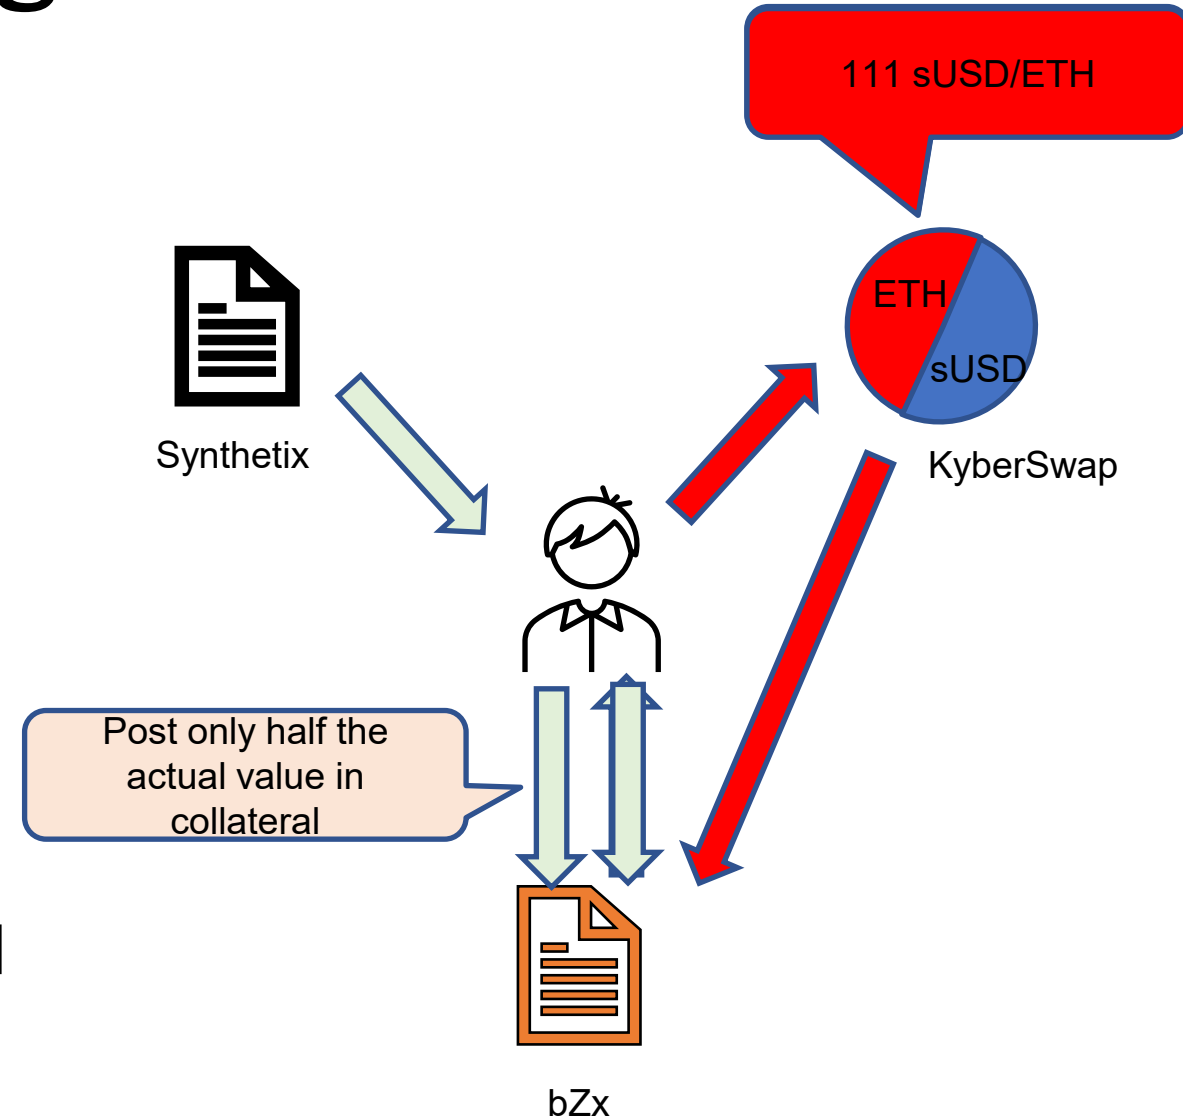 111 sUSD/ETH
ETH
sUSD
Synthetix
KyberSwap
Post only half the
actual value in
collateral
bZx